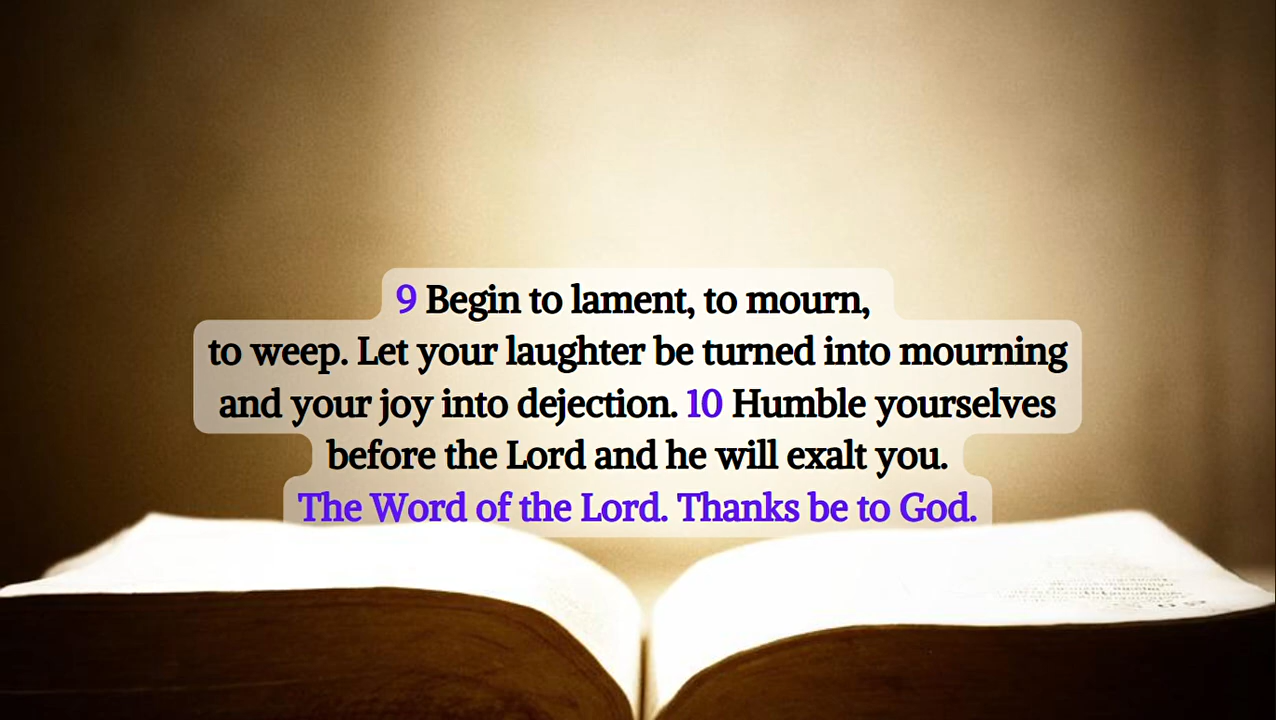 9 Begin to lament, to mourn,
to weep. Let your laughter be turned into mourning
and your joy into dejection. 10 Humble yourselves
before the Lord and he will exalt you.
The Word of the Lord. Thanks be to God.